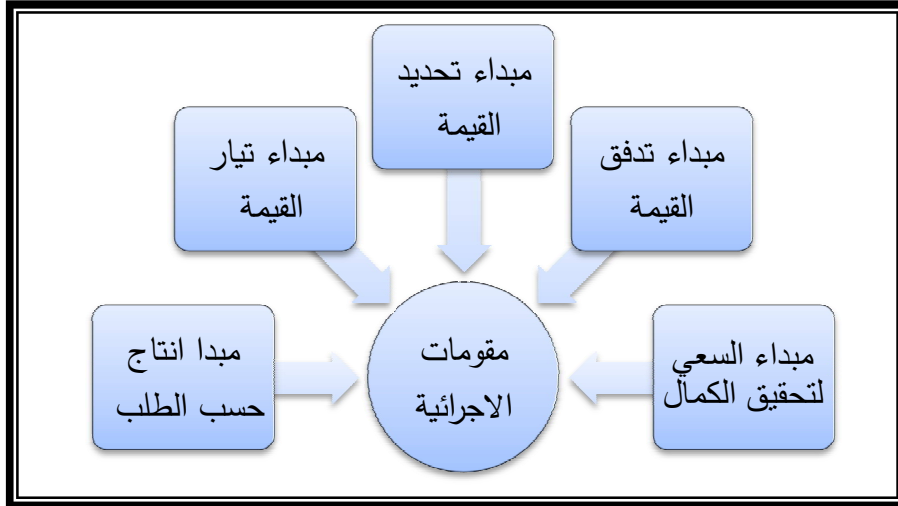 مبداء تحديد
القيمة
مبداء تدفق
القيمة
مبداء تيار
القيمة
مبداء السعي
لتحقيق الكمال
مقومات
الاجرائية
مبدا انتاج
حسب الطلب